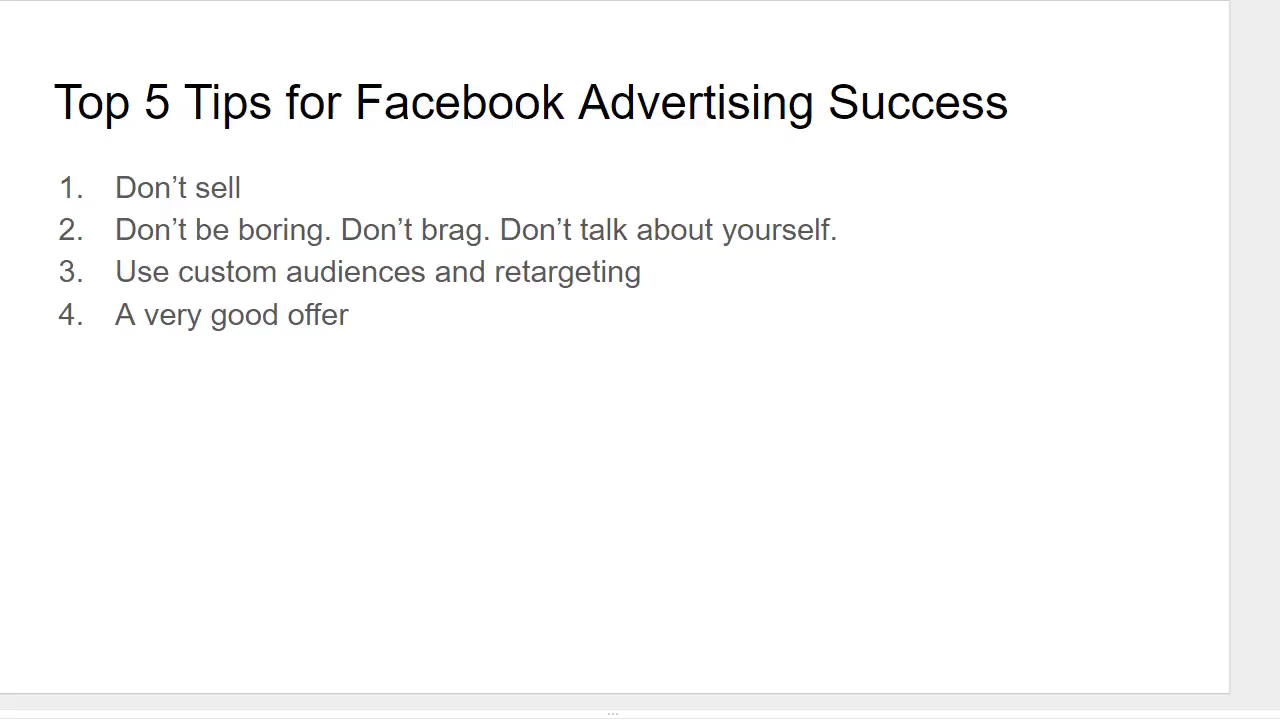 Top 5 Tips for Facebook Advertising Success
1. Don’t sell
2. Don’t be boring. Don’t brag. Don’t talk about yourself.
3. Use custom audiences and retargeting
4. A very good offer